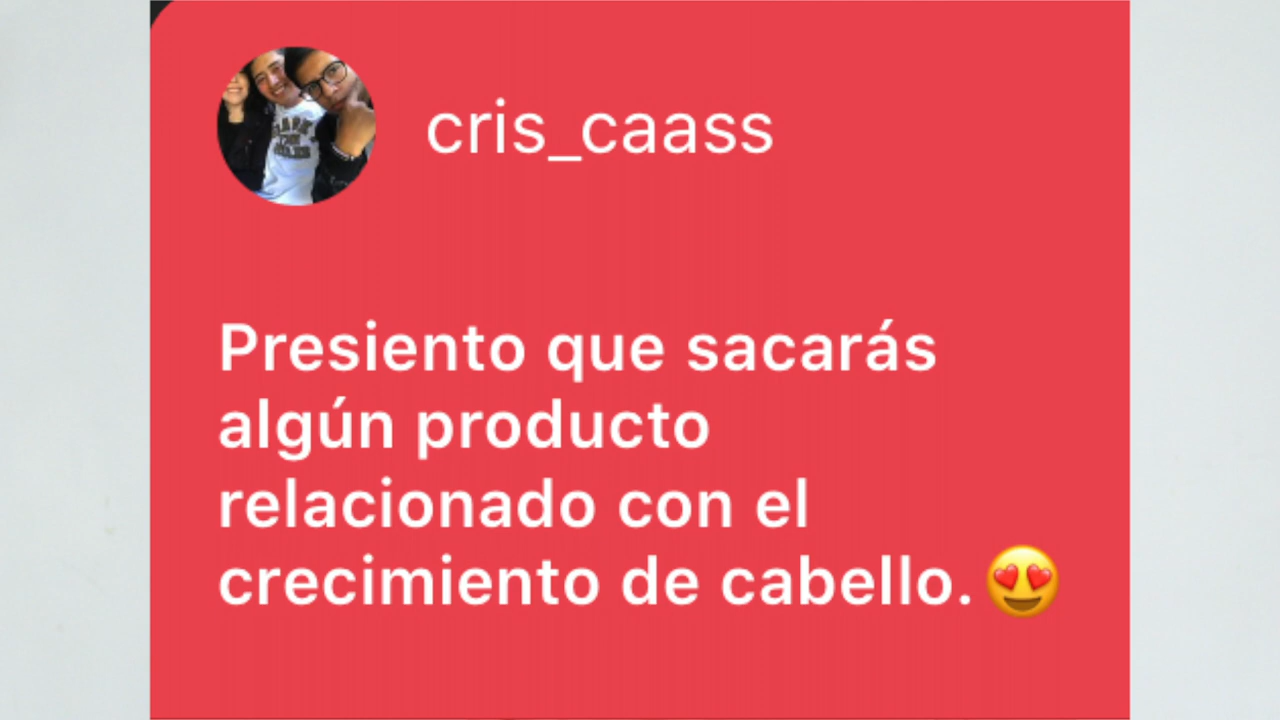 cris_caass
Presiento que sacarás
algún producto
relacionado con el
crecimiento de cabello.😍